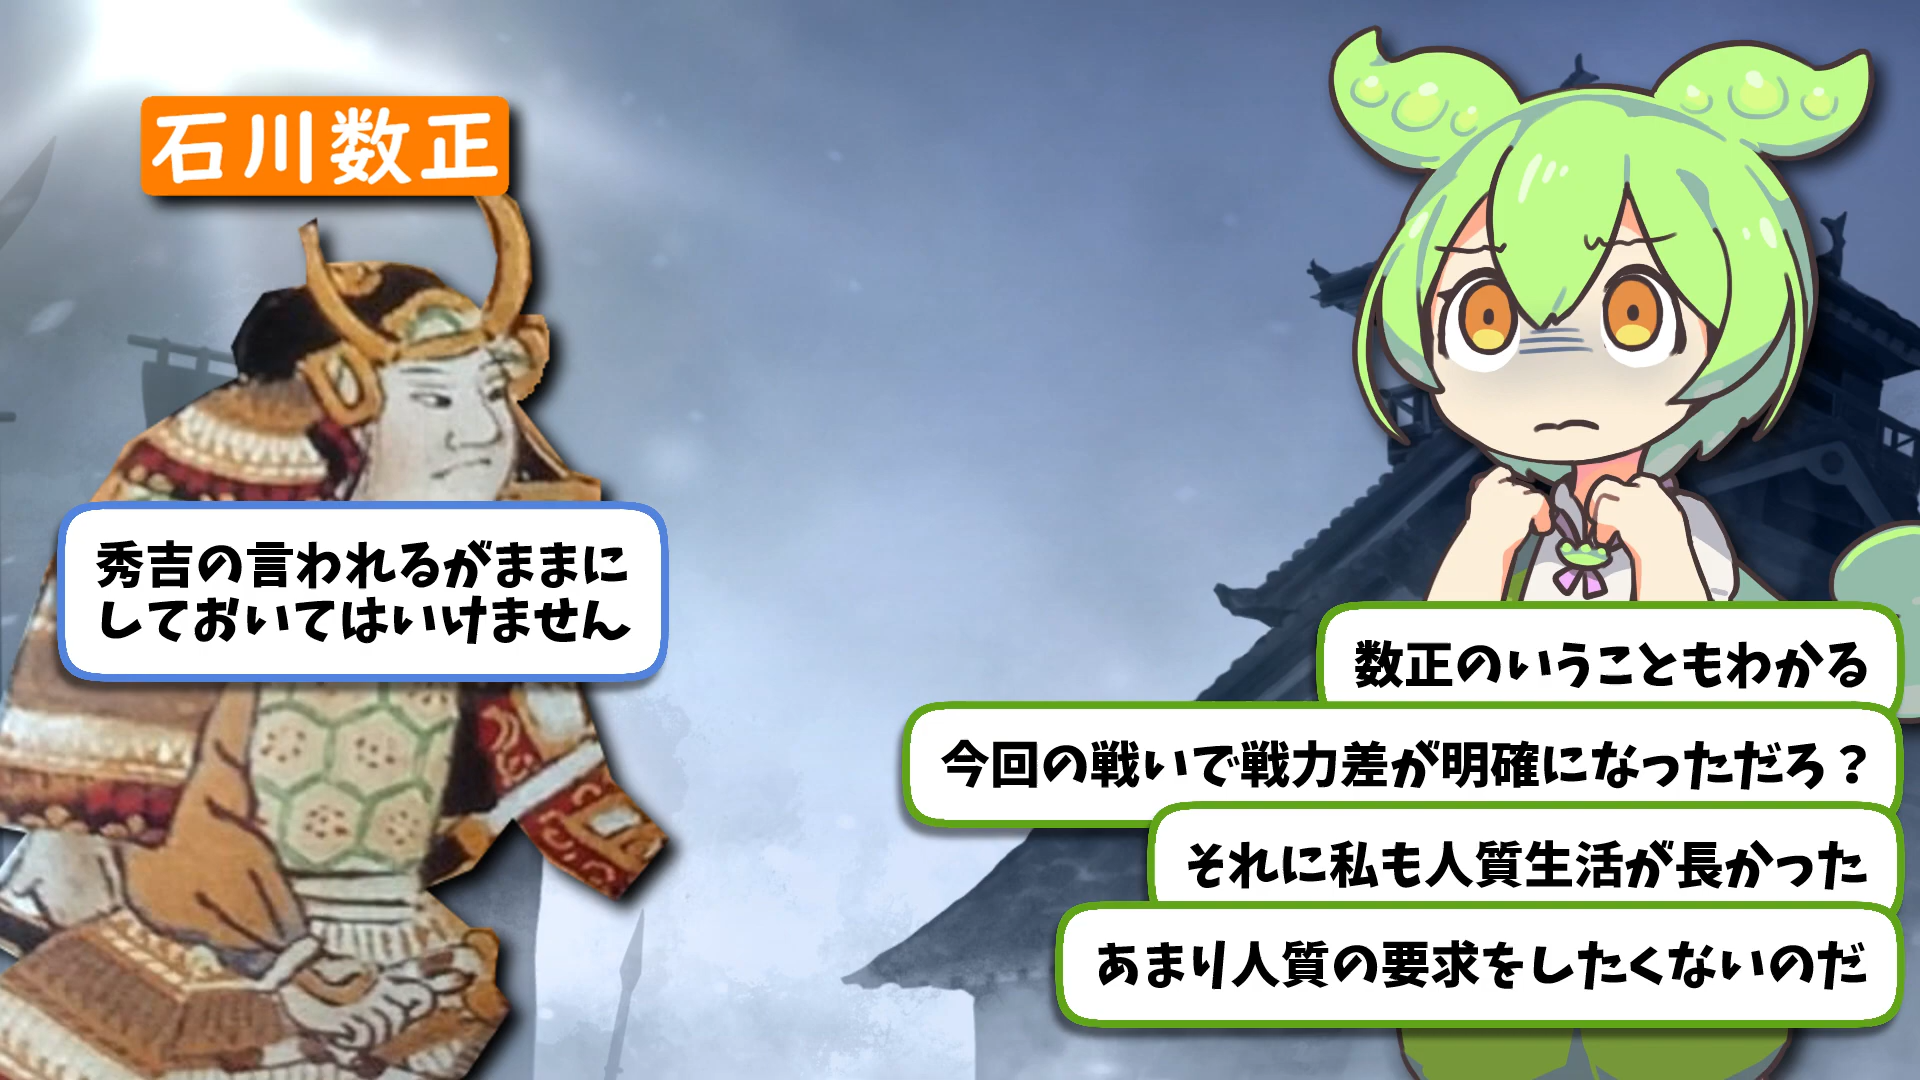 石川数正
秀吉の言われるがままに
しておいてはいけません
数正のいうこともわかる
今回の戦いで戦力差が明確になっただろ？
それに私も人質生活が長かった
あまり人質の要求をしたくないのだ